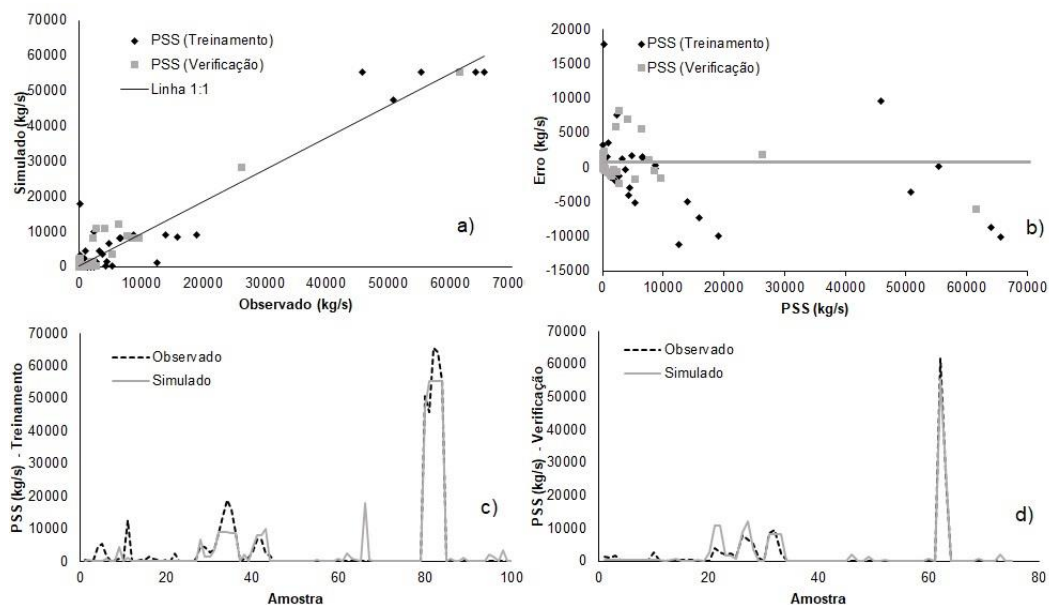 70000
60000
50000
40000
30000
20000
10000
0
Simulado (kg/s)
PSS (Treinamento)
PSS (Verificação)
Linha 1:1
a)
0 10000 20000 30000 40000 50000 60000 70000
Observado (kg/s)
20000
15000
10000
5000
0
-5000
-10000
-15000
Erro (kg/s)
PSS (Treinamento)
PSS (Verificação)
b)
0 10000 20000 30000 40000 50000 60000 70000
PSS (kg/s)
70000
60000
50000
40000
30000
20000
10000
0
PSS (kg/s) - Treinamento
Observado
Simulado
c)
0 20 40 60 80 100
Amostra
70000
60000
50000
40000
30000
20000
10000
0
PSS (kg/s) - Verificação
Observado
Simulado
d)
0 20 40 60 80
Amostra